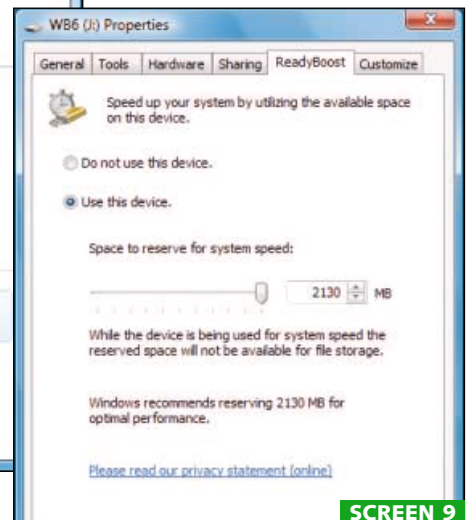 WB6 (J:) Properties
General Tools Hardware Sharing ReadyBoost Customize
Speed up your system by utilizing the available space
on this device.
Do not use this device.
Use this device.
Space to reserve for system speed:
2130 MB
While the device is being used for system speed the
reserved space will not be available for file storage.
Windows recommends reserving 2130 MB for
optimal performance.
Please read our privacy statement (online)
SCREEN 9